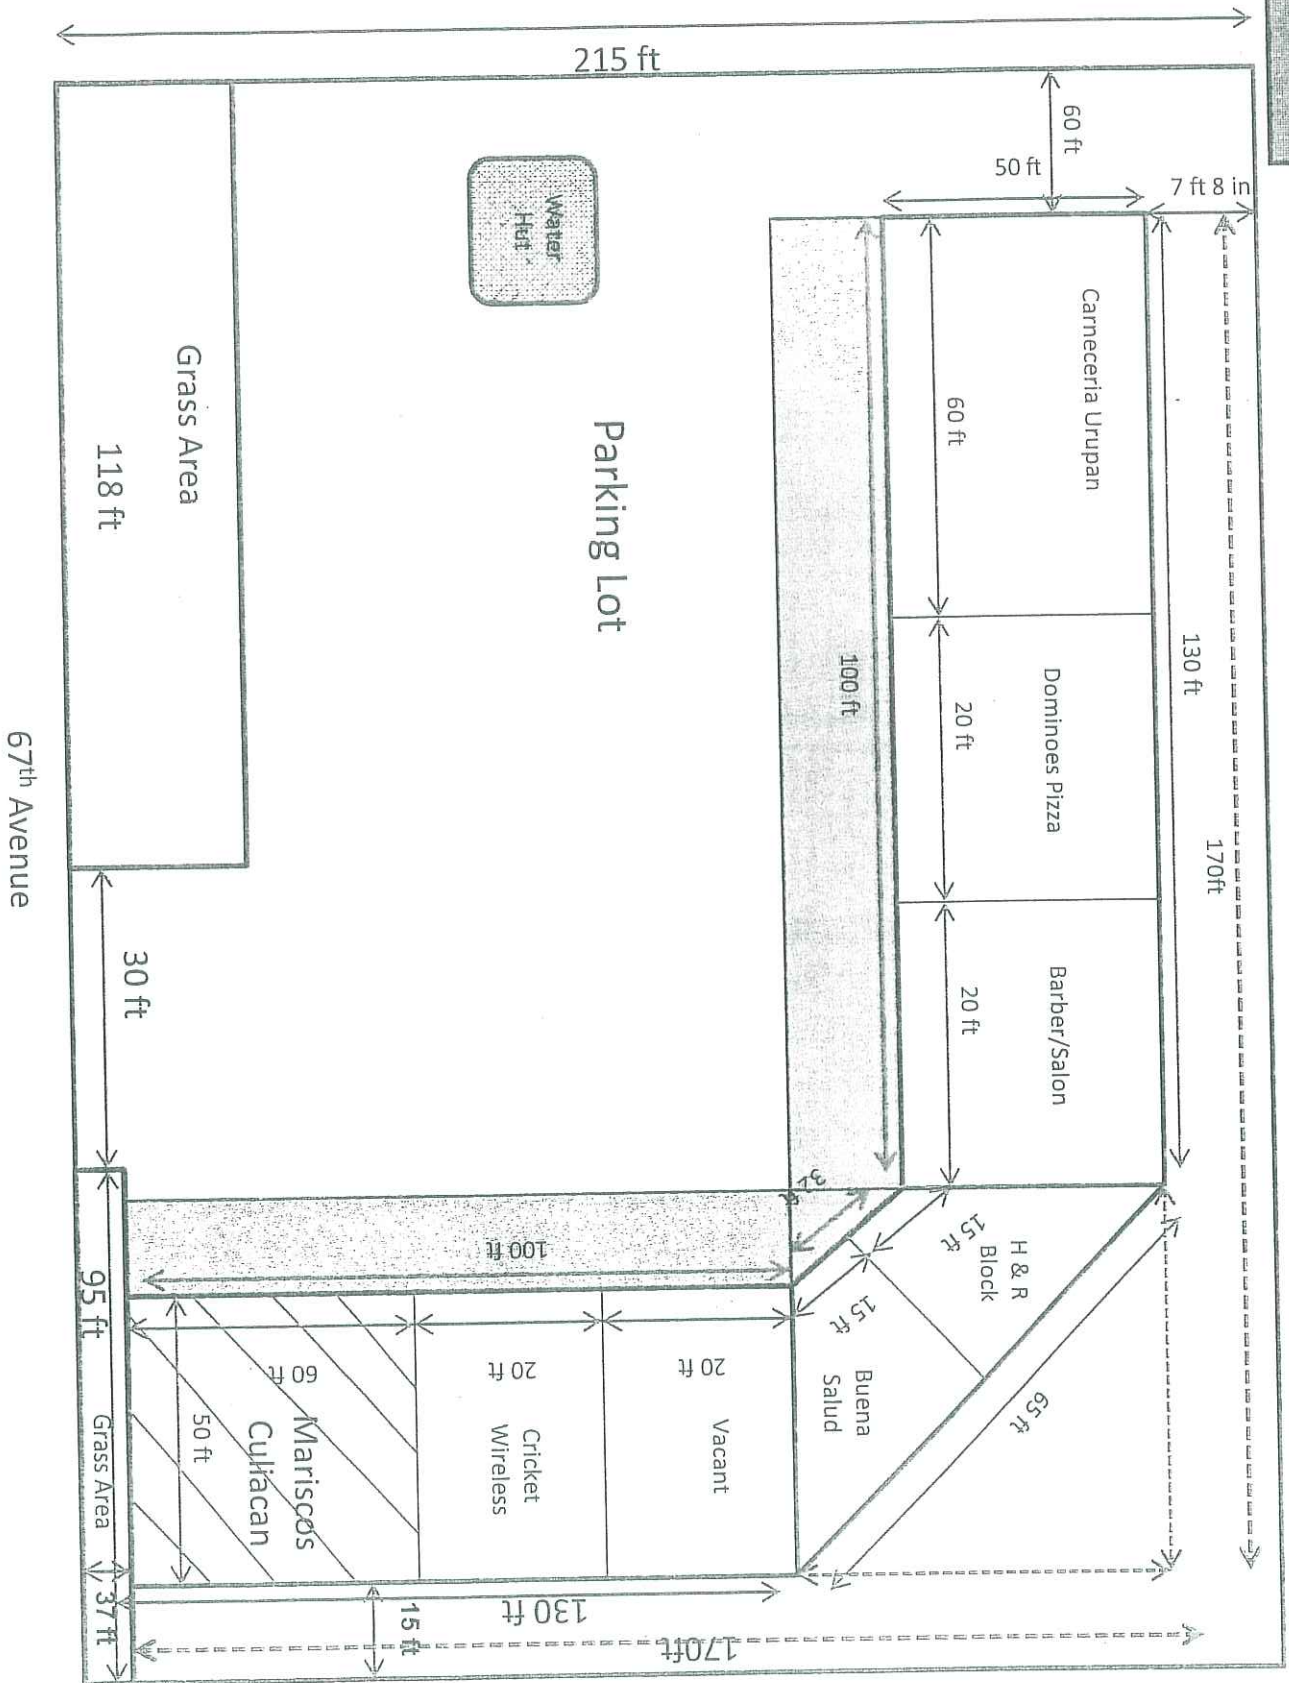 215 ft
60 ft
50 ft
7 ft 8 in
Water
Hut
Carneceria Urupan
60 ft
Grass Area
118 ft
Parking Lot
100 ft
130 ft
170ft
Dominoes Pizza
20 ft
Barber/Salon
20 ft
67th Avenue
30 ft
32 ft
15 ft
H & R
Block
15 ft
Buena
Salud
65 ft
100 ft
20 ft
Vacant
20 ft
Cricket
Wireless
60 ft
50 ft
Mariscos
Culiacan
95 ft
Grass Area
37 ft
15 ft
130 ft
170ft